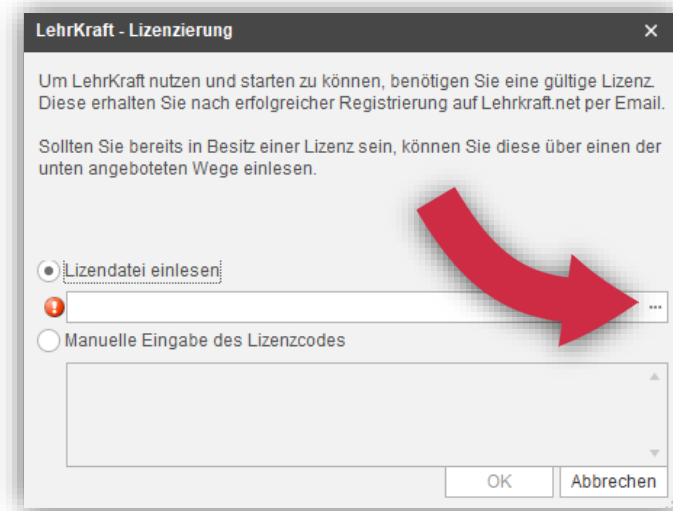 LehrKraft - Lizenzierung
Um LehrKraft nutzen und starten zu können, benötigen Sie eine gültige Lizenz.
Diese erhalten Sie nach erfolgreicher Registrierung auf Lehrkraft.net per Email.
Sollten Sie bereits in Besitz einer Lizenz sein, können Sie diese über einen der
unten angeboteten Wege einlesen.
Lizendatei einlesen
...
Manuelle Eingabe des Lizenzcodes
OK Abbrechen